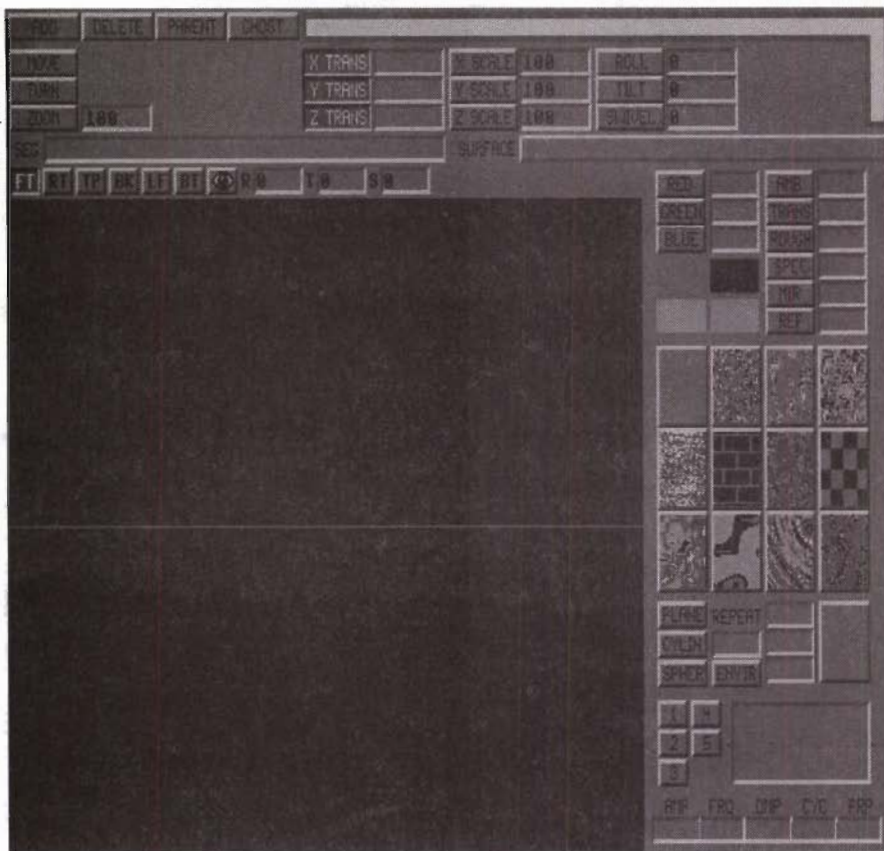 ADD DELETE PARENT GHOST
MOVE X TRANS X SCALE 100 ROLL 0
TURN Y TRANS Y SCALE 100 TILT 0
ZOOM 100 Z TRANS Z SCALE 100 SWIVEL 0
SEG SURFACE
FT RT TP BK LF BT R 0 T 0 S 0
RED AMB
GREEN TRANS
BLUE ROUGH
SPEC
MIR
REF
PLANE REPEAT
CYLIN
SPHER ENVIR
1 4
2 5
3
AMP FRQ DMP CYC PRP